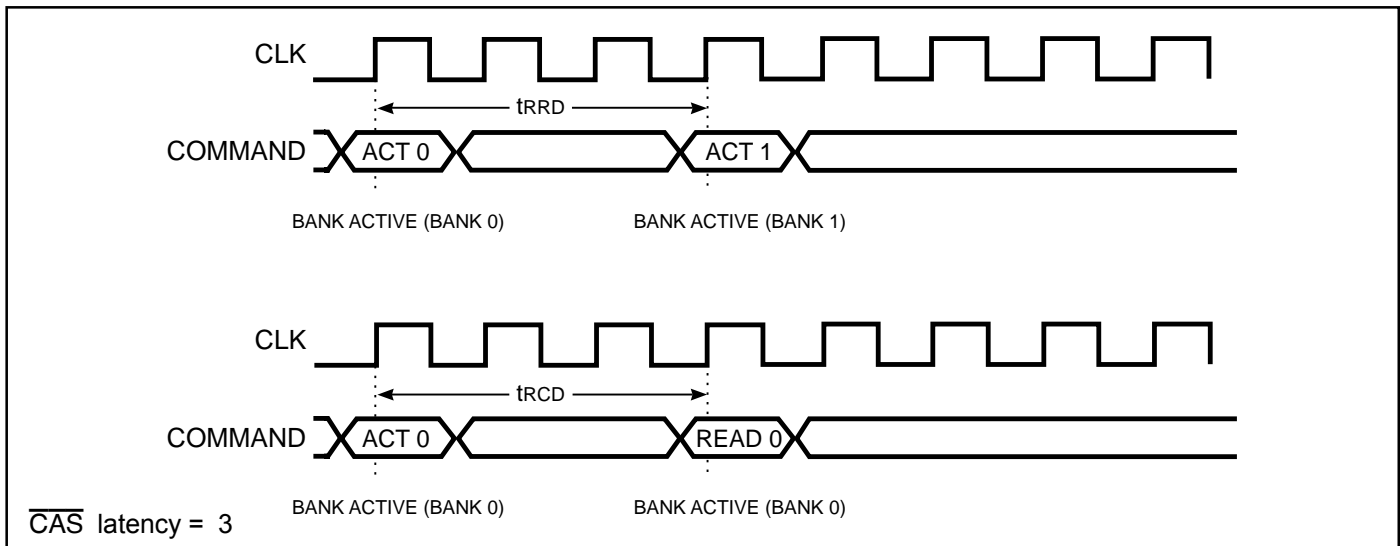 CLK
tRRD
COMMAND ACT 0 ACT 1
BANK ACTIVE (BANK 0) BANK ACTIVE (BANK 1)
CLK
tRCD
COMMAND ACT 0 READ 0
BANK ACTIVE (BANK 0) BANK ACTIVE (BANK 0)
C̅A̅S̅ latency = 3